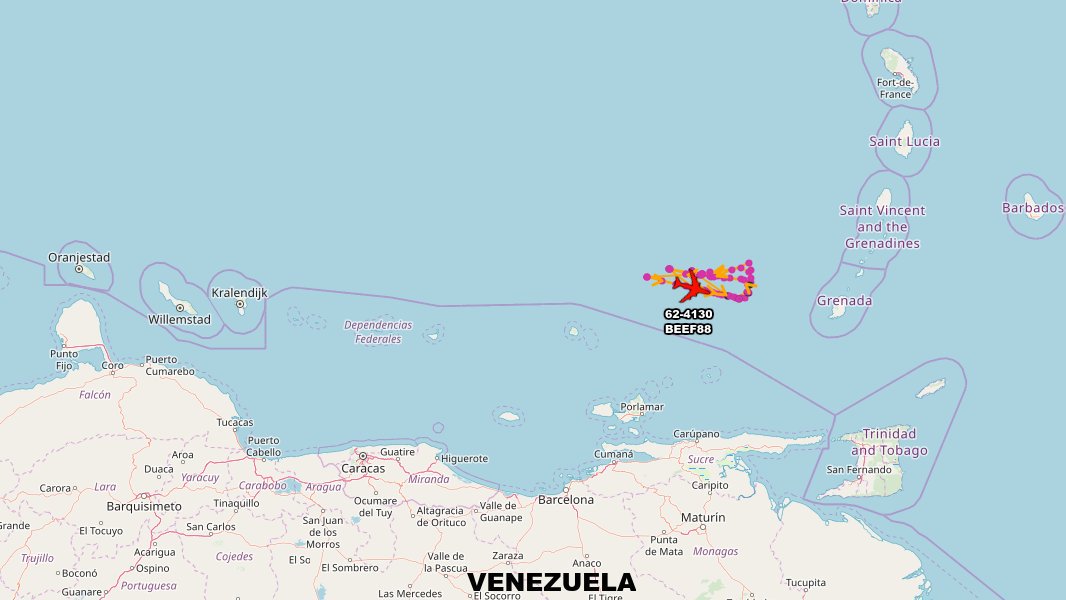 Dominica
Fort-de-
France
Saint Lucia
Barbados
Saint Vincent
and the
Grenadines
Oranjestad
Kralendijk
Willemstad
Grenada
62-4130
BEEF88
Dependencias
Federales
Punto
Fijo
Coro
Puerto
Cumarebo
Falcón
Porlamar
Tucacas
Puerto
Cabello
Carúpano
Trinidad
and Tobago
Aroa
Guatire
Higuerote
Cumaná
Sucre
Duaca
Caracas
San Fernando
Yaracuy
Miranda
Carora
Lara
Carabobo
Aragua
Caripito
Barquisimeto
Tinaquillo
Ocumare
del Tuy
Valle de
Guanape
Barcelona
Altagracia
de Orituco
Maturín
Grande
El Tocuyo
San Carlos
San Juan
de los
Morros
Punta
de Mata
Monagas
Trujillo
Acarigua
Cojedes
El So
El Sombrero
Valle de
la Pascua
Zaraza
Anaco
Boconó
Ospino
Portuguesa
Guanare
Las Mercedes
El Socorro
El Tigre
Tucupita
VENEZUELA